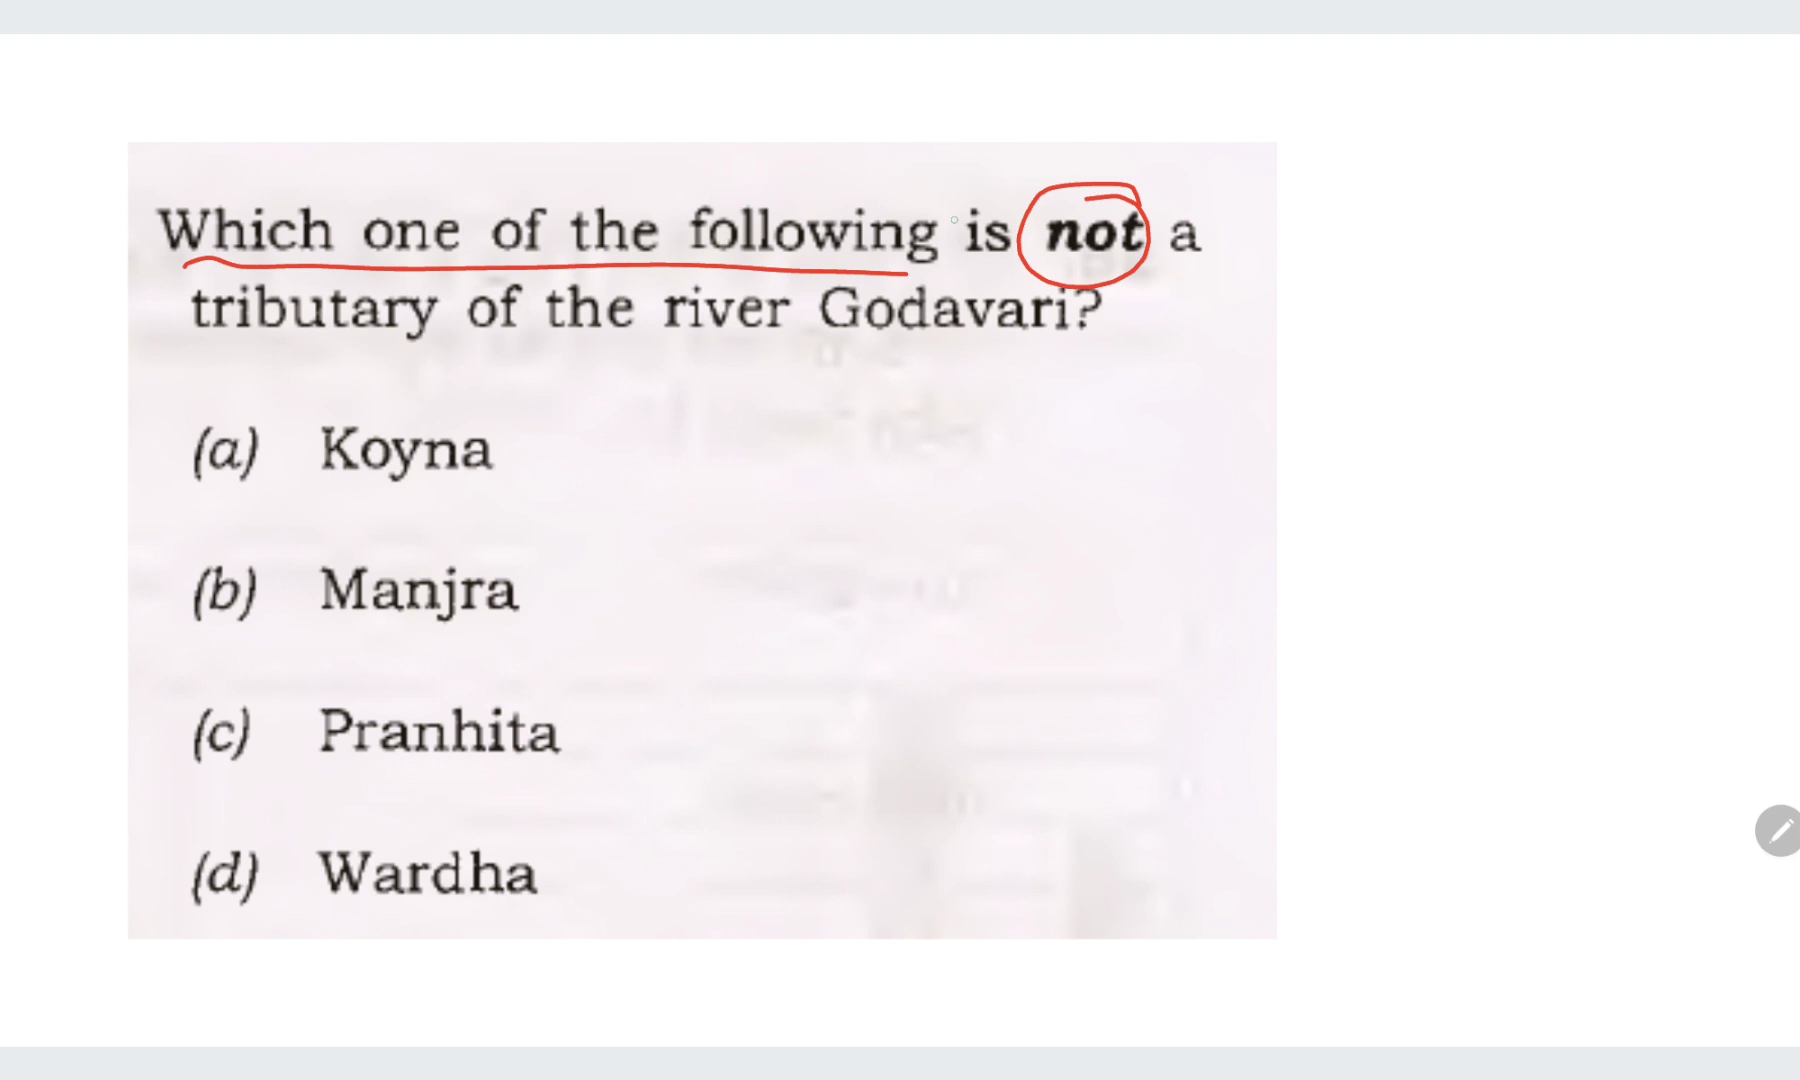 Which one of the following is not a
tributary of the river Godavari?
(a) Koyna
(b) Manjra
(c) Pranhita
(d) Wardha